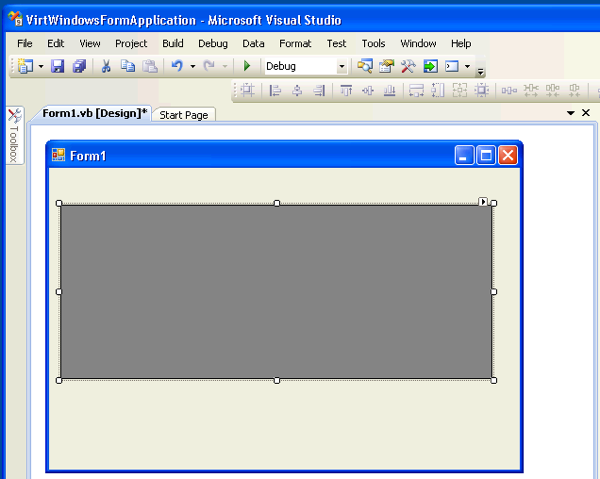 VirtWindowsFormApplication - Microsoft Visual Studio
File Edit View Project Build Debug Data Format Test Tools Window Help
Debug
Form1.vb [Design]* Start Page
Toolbox
Form1